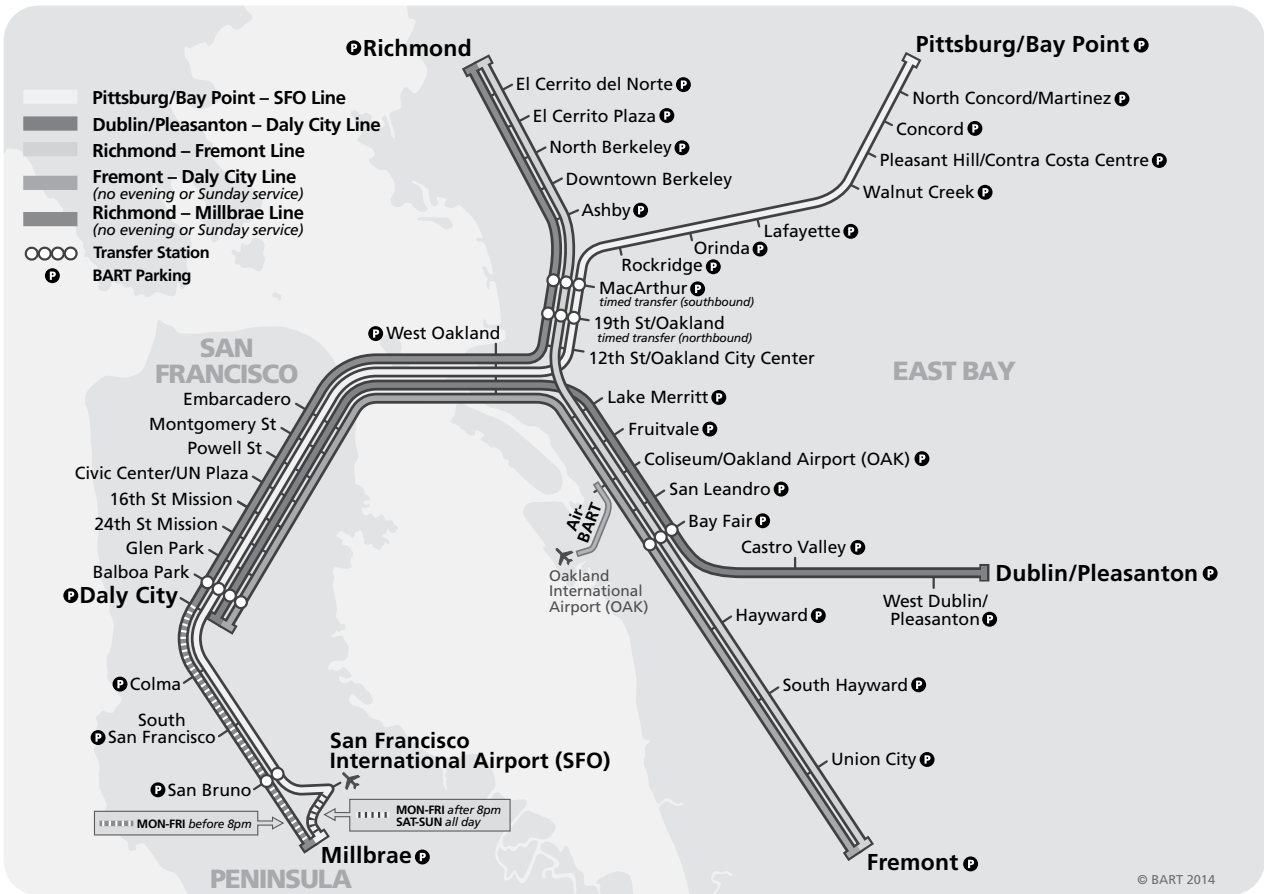 P Richmond
Pittsburg/Bay Point P
Pittsburg/Bay Point – SFO Line
Dublin/Pleasanton – Daly City Line
Richmond – Fremont Line
Fremont – Daly City Line
(no evening or Sunday service)
Richmond – Millbrae Line
(no evening or Sunday service)
Transfer Station
P BART Parking
El Cerrito del Norte P
El Cerrito Plaza P
North Berkeley P
Downtown Berkeley
Ashby P
North Concord/Martinez P
Concord P
Pleasant Hill/Contra Costa Centre P
Walnut Creek P
Lafayette P
Orinda P
Rockridge P
MacArthur P
timed transfer (southbound)
19th St/Oakland
timed transfer (northbound)
12th St/Oakland City Center
P West Oakland
SAN
FRANCISCO
EAST BAY
Embarcadero
Montgomery St
Powell St
Civic Center/UN Plaza
16th St Mission
24th St Mission
Glen Park
Balboa Park
P Daly City
Lake Merritt P
Fruitvale P
Coliseum/Oakland Airport (OAK) P
San Leandro P
Bay Fair P
Air-
BART
Oakland
International
Airport (OAK)
Castro Valley P
Dublin/Pleasanton P
West Dublin/
Pleasanton P
Hayward P
South Hayward P
Union City P
Fremont P
P Colma
South
P San Francisco
San Francisco
International Airport (SFO)
P San Bruno
MON-FRI before 8pm
MON-FRI after 8pm
SAT-SUN all day
Millbrae P
PENINSULA
© BART 2014